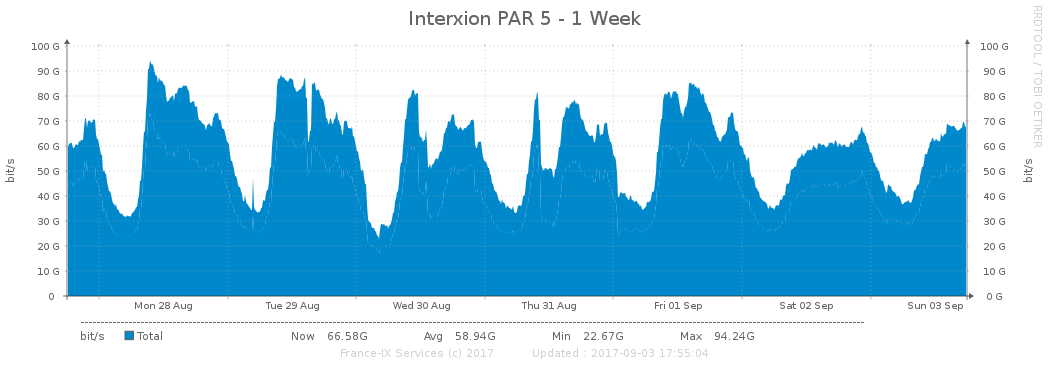 Interxion PAR 5 - 1 Week
RRDTOOL / TOBI OETIKER
bit/s
100 G
90 G
80 G
70 G
60 G
50 G
40 G
30 G
20 G
10 G
0
100 G
90 G
80 G
70 G
60 G
50 G
40 G
30 G
20 G
10 G
0 G
bit/s
Mon 28 Aug Tue 29 Aug Wed 30 Aug Thu 31 Aug Fri 01 Sep Sat 02 Sep Sun 03 Sep
bit/s Total Now 66.58G Avg 58.94G Min 22.67G Max 94.24G
France-IX Services (c) 2017 Updated : 2017-09-03 17:55:04